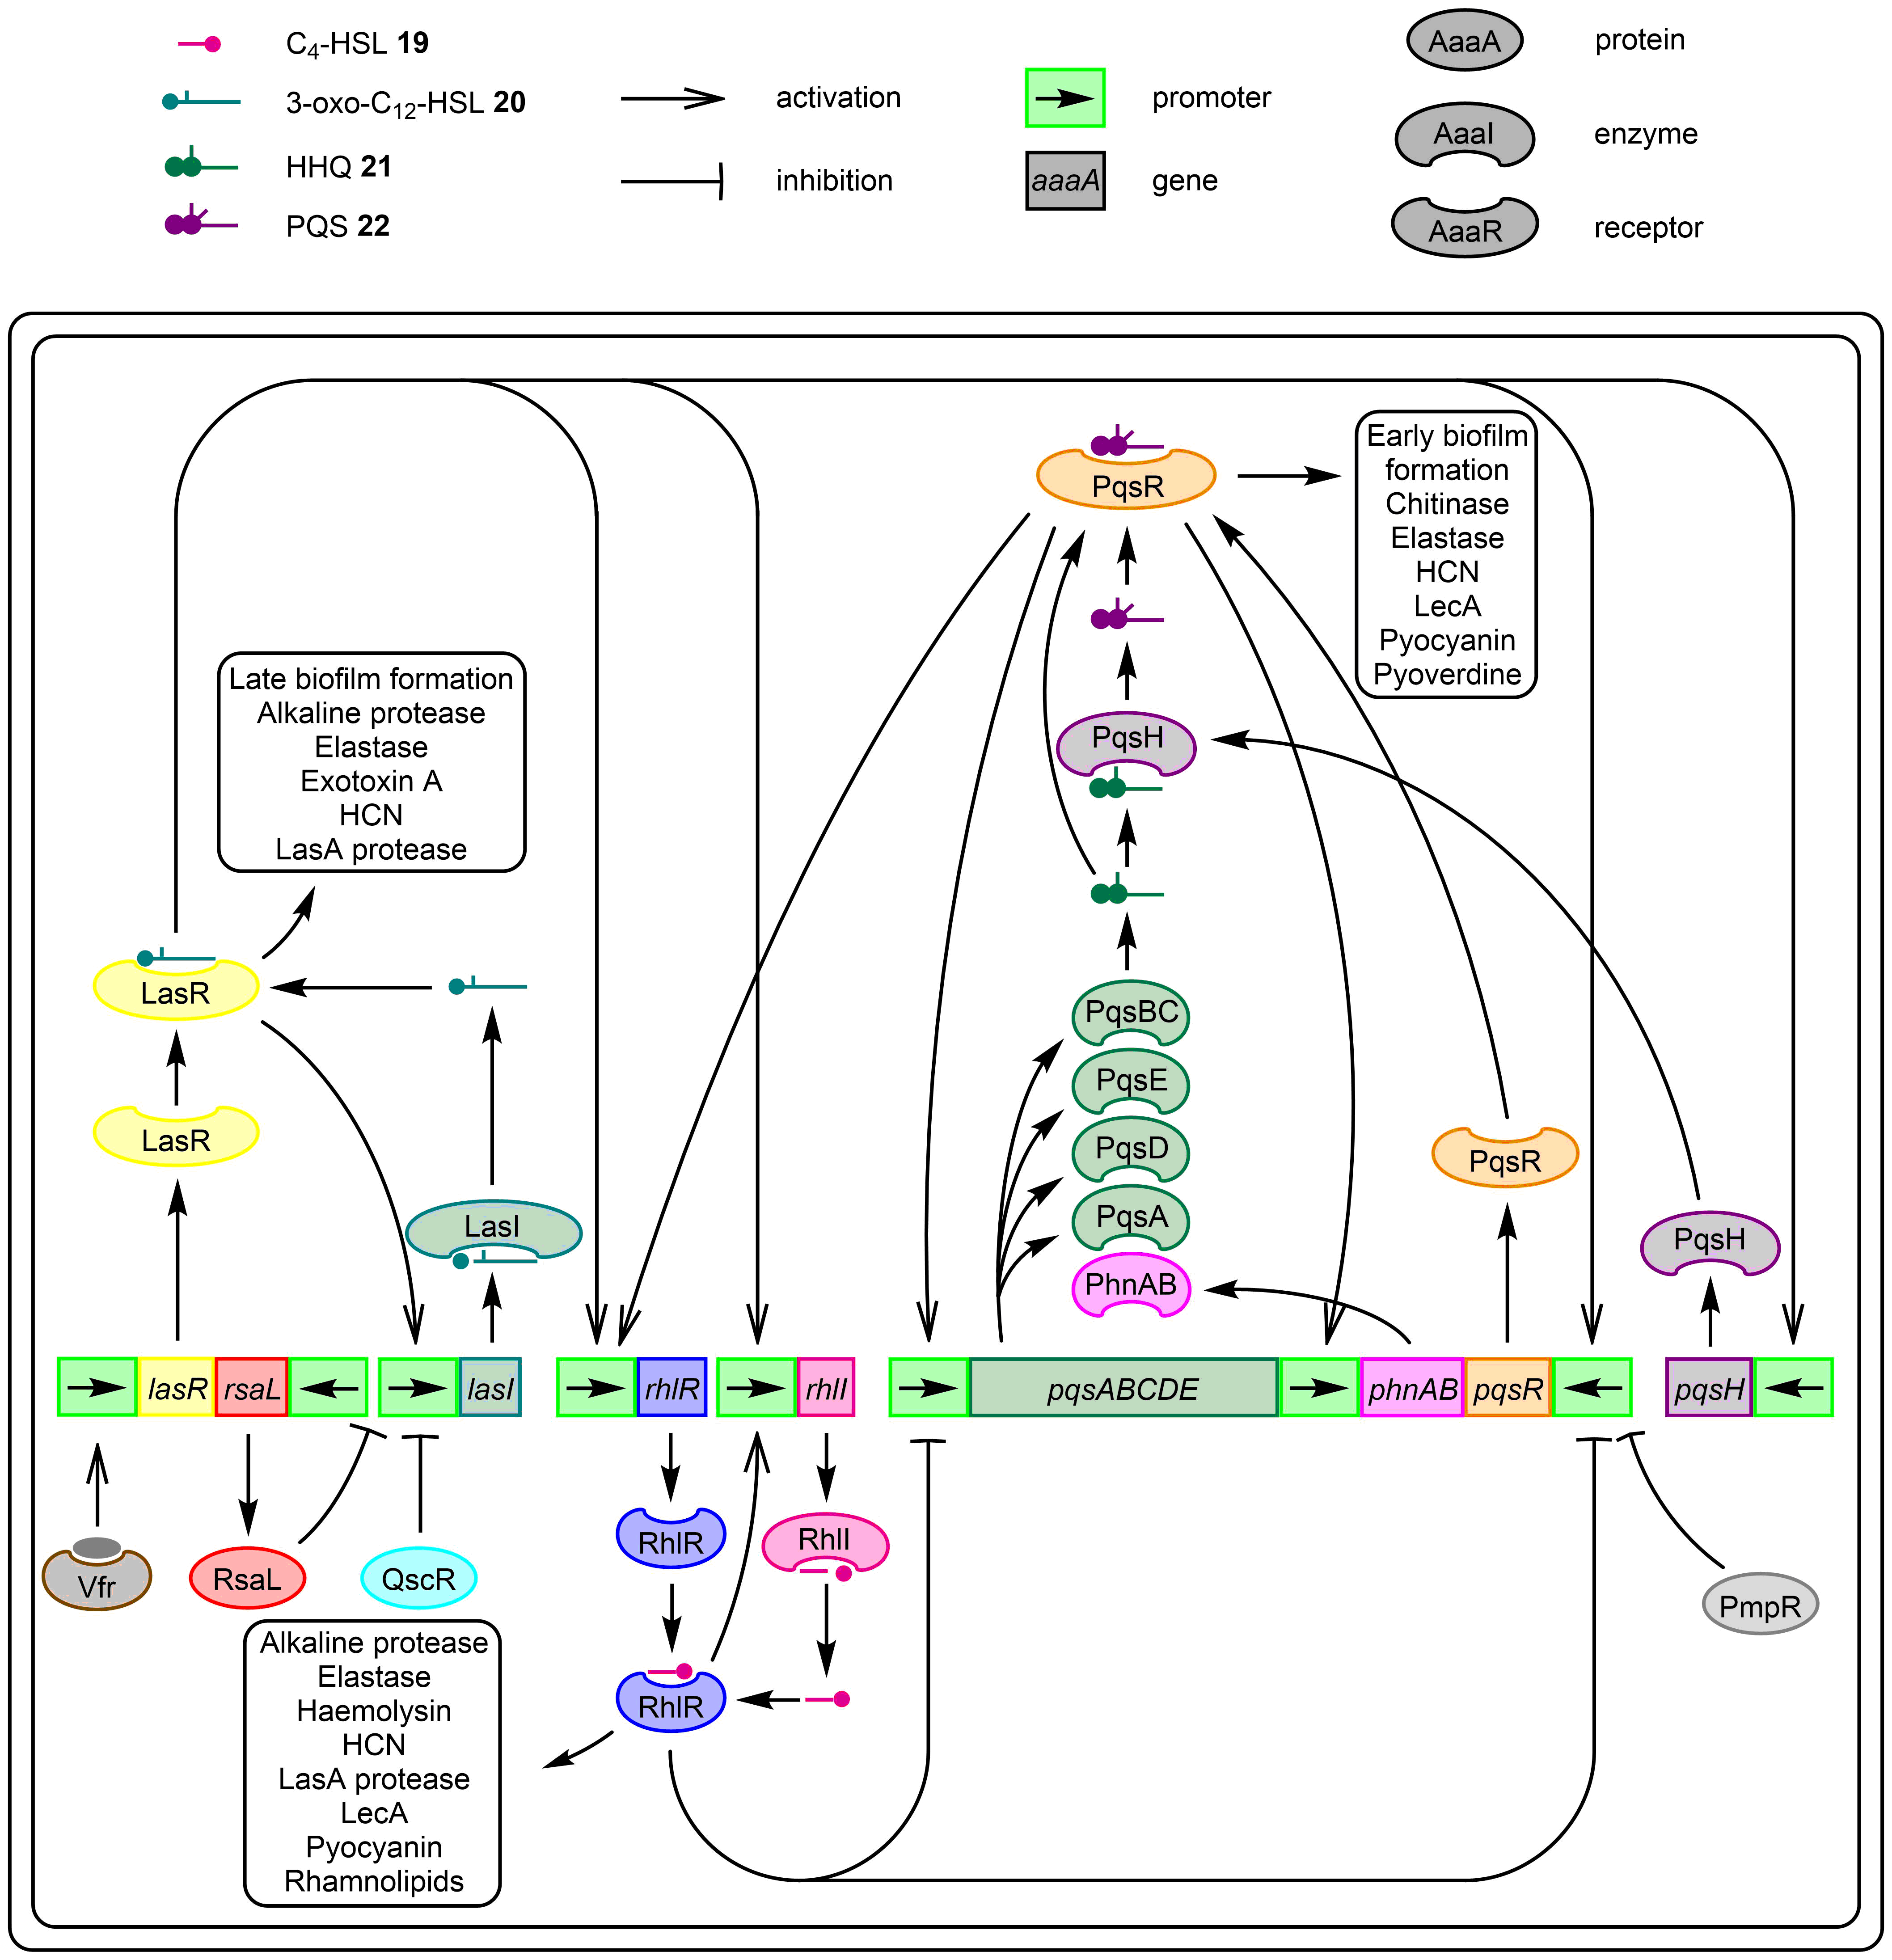 C4-HSL 19
3-oxo-C12-HSL 20
HHQ 21
PQS 22
activation
inhibition
promoter
aaaA
gene
AaaA
protein
AaaI
enzyme
AaaR
receptor
PqsR
Early biofilm
formation
Chitinase
Elastase
HCN
LecA
Pyocyanin
Pyoverdine
Late biofilm formation
Alkaline protease
Elastase
Exotoxin A
HCN
LasA protease
PqsH
LasR
PqsBC
PqsE
PqsD
PqsA
PhnAB
LasR
LasI
PqsR
PqsH
lasR
rsaL
lasI
rhlR
rhlI
pqsABCDE
phnAB
pqsR
pqsH
Vfr
RsaL
QscR
RhlR
RhlI
PmpR
RhlR
Alkaline protease
Elastase
Haemolysin
HCN
LasA protease
LecA
Pyocyanin
Rhamnolipids